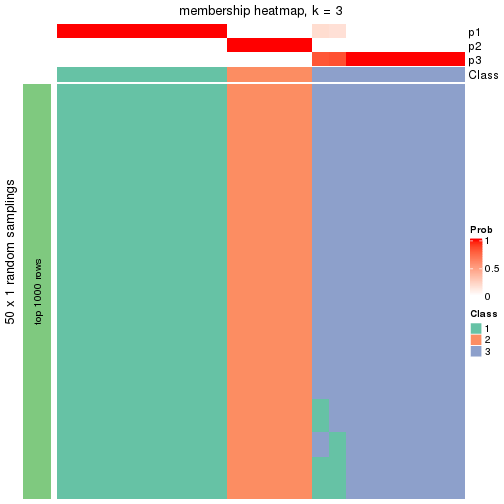 membership heatmap, k = 3
p1
p2
p3
Class
50 x 1 random samplings
top 1000 rows
Prob
1
0.5
0
Class
1
2
3